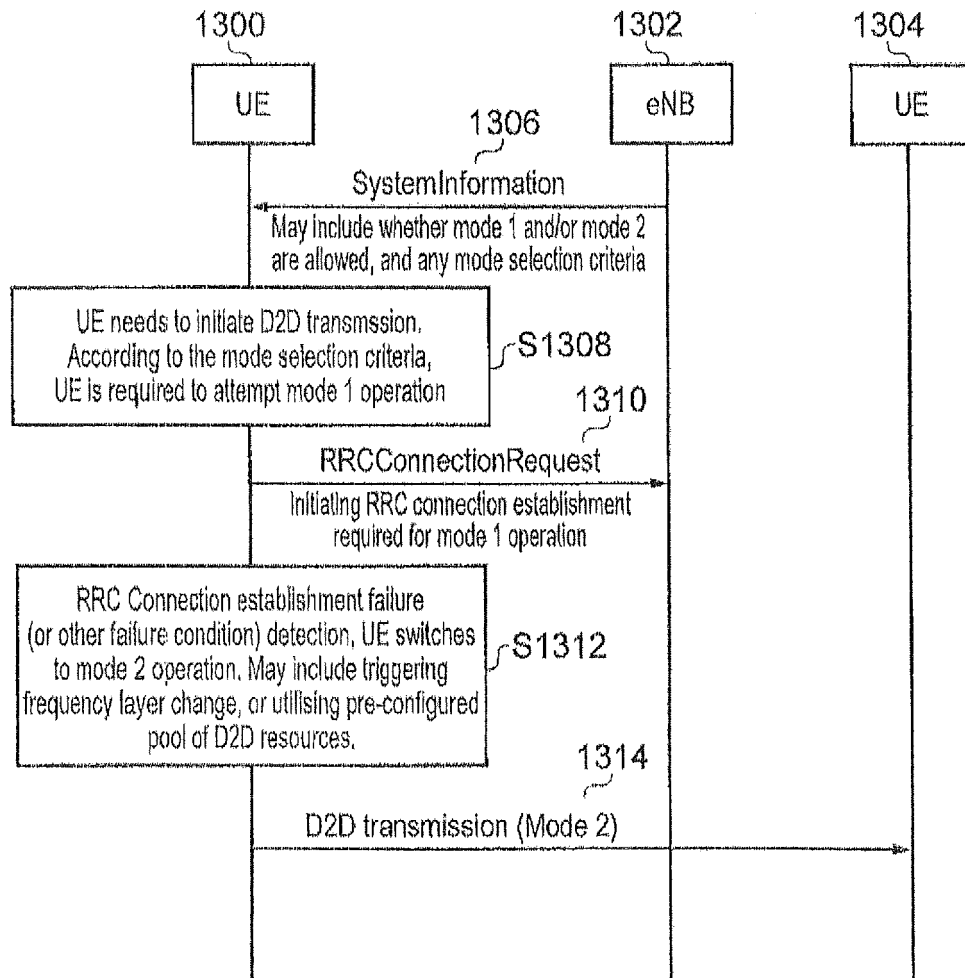 1300
1302
1304
UE
eNB
UE
1306
SystemInformation
May include whether mode 1 and/or mode 2
are allowed, and any mode selection criteria
UE needs to initiate D2D transmssion.
According to the mode selection criteria,
UE is required to attempt mode 1 operation
S1308
1310
RRCConnectionRequest
Initiating RRC connection establishment
required for mode 1 operation
RRC Connection establishment failure
(or other failure condition) detection, UE switches
to mode 2 operation. May include triggering
frequency layer change, or utilising pre-configured
pool of D2D resources.
S1312
1314
D2D transmission (Mode 2)